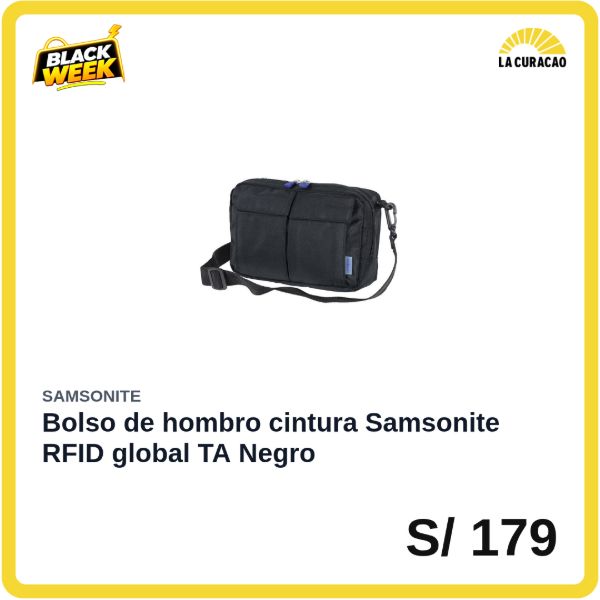 BLACK
WEEK
LA CURACAO
SAMSONITE
Bolso de hombro cintura Samsonite
RFID global TA Negro
S/ 179